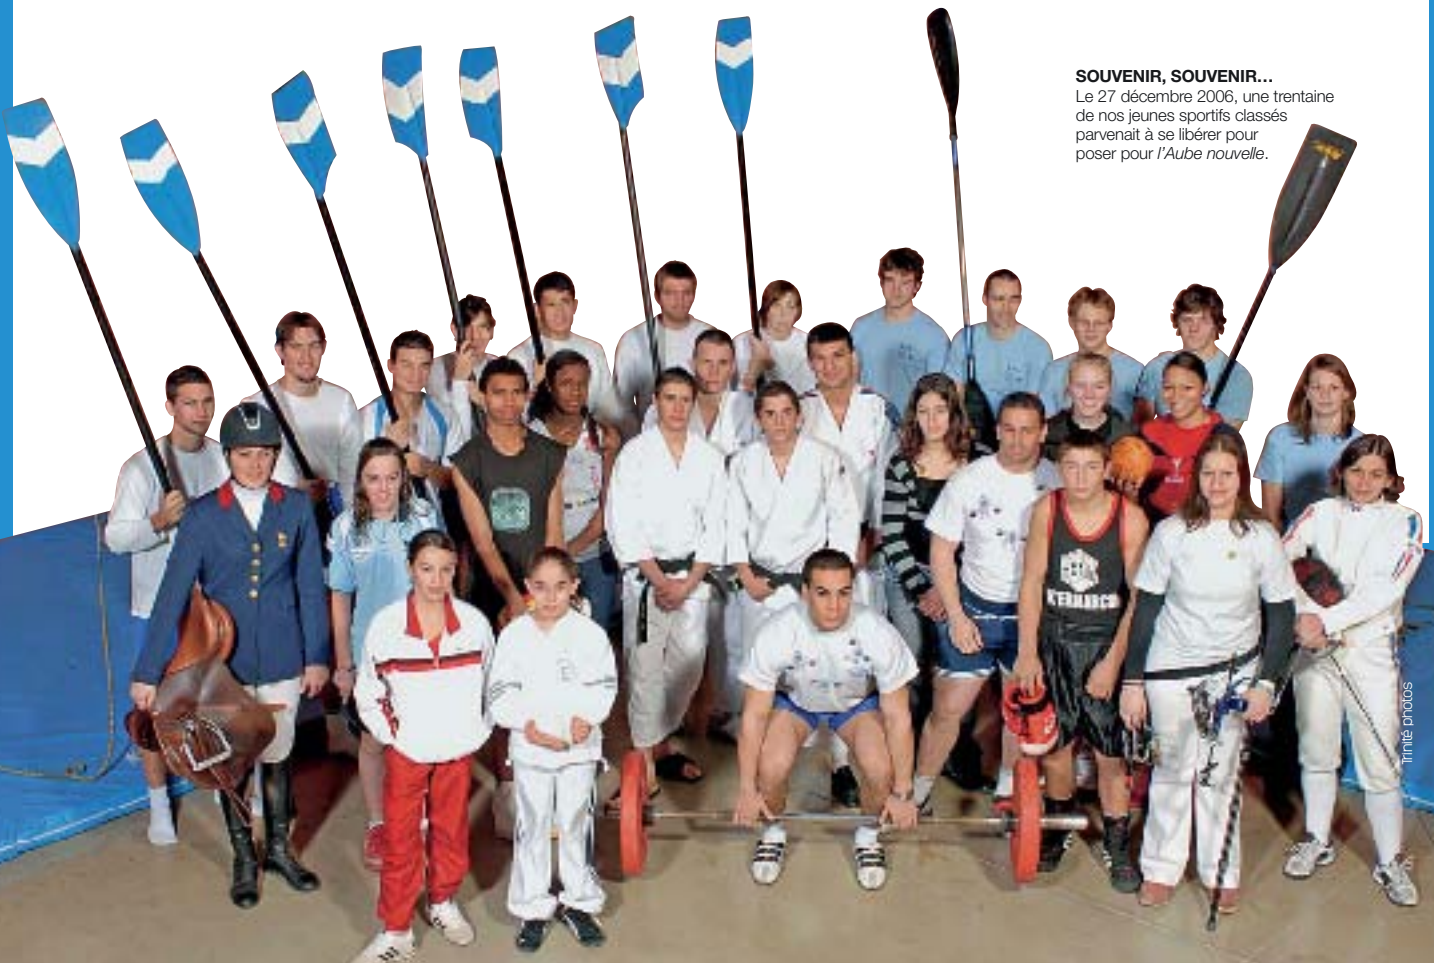 SOUVENIR, SOUVENIR…
Le 27 décembre 2006, une trentaine
de nos jeunes sportifs classés
parvenait à se libérer pour
poser pour l'Aube nouvelle.
Trinité photos